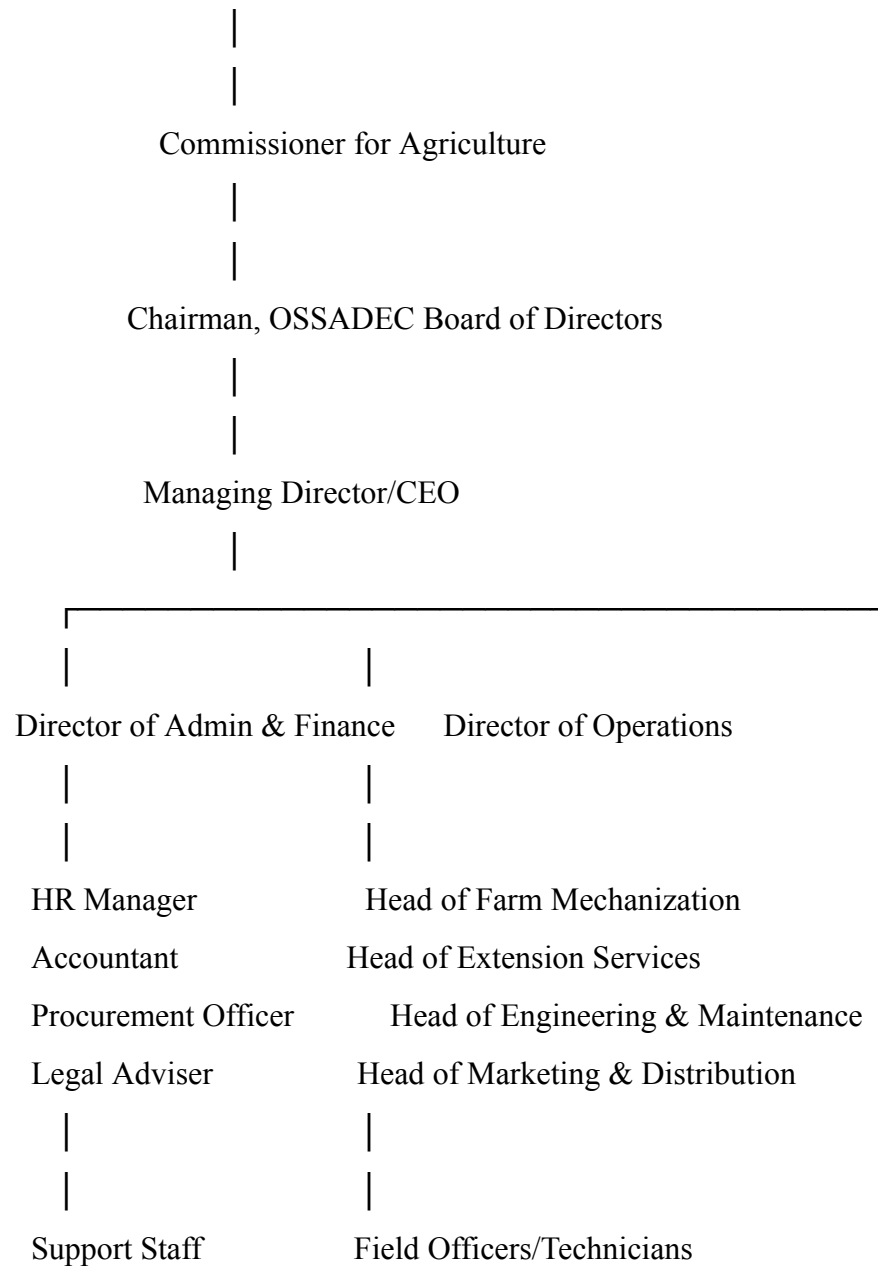 Commissioner for Agriculture
Chairman, OSSADEC Board of Directors
Managing Director/CEO
Director of Admin & Finance Director of Operations
HR Manager Head of Farm Mechanization
Accountant Head of Extension Services
Procurement Officer Head of Engineering & Maintenance
Legal Adviser Head of Marketing & Distribution
Support Staff Field Officers/Technicians